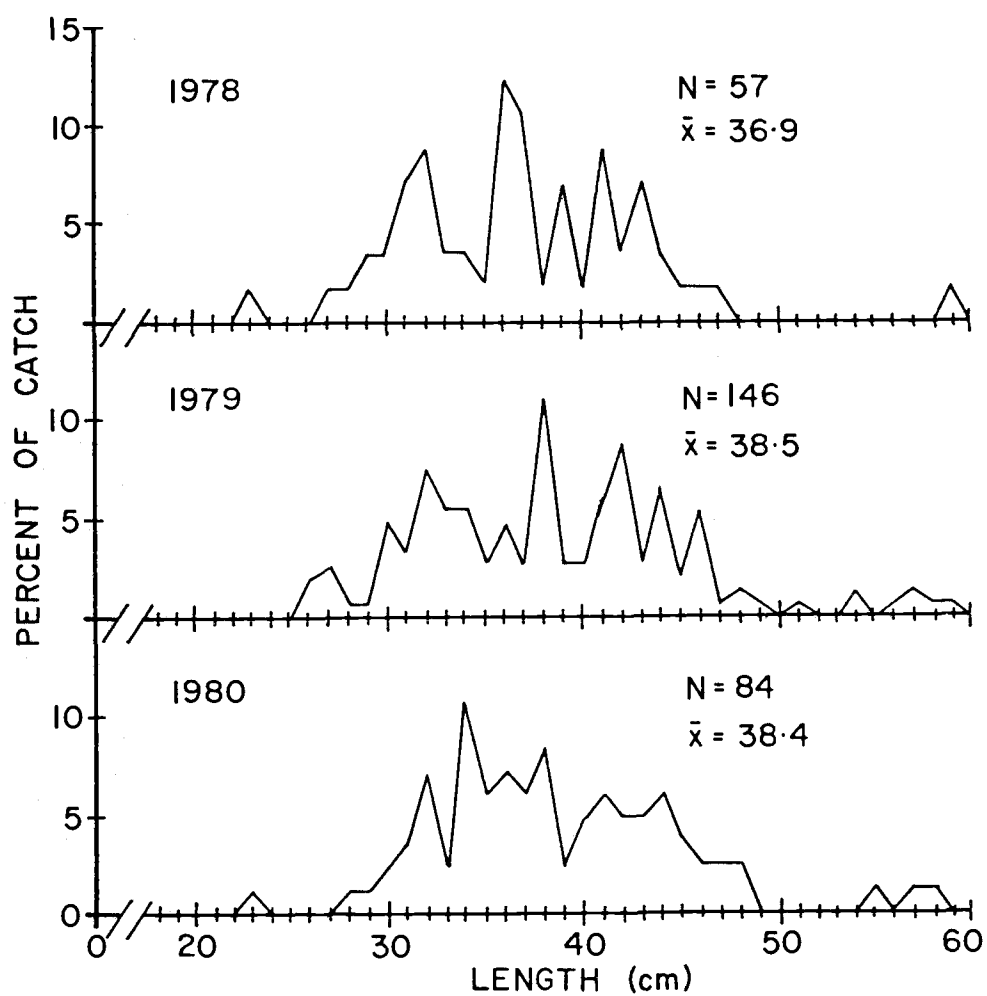 PERCENT OF CATCH
15
10
5
1978
N = 57
x̄ = 36·9
10
5
1979
N = 146
x̄ = 38·5
10
5
0
1980
N = 84
x̄ = 38·4
0 20 30 40 50 60
LENGTH (cm)